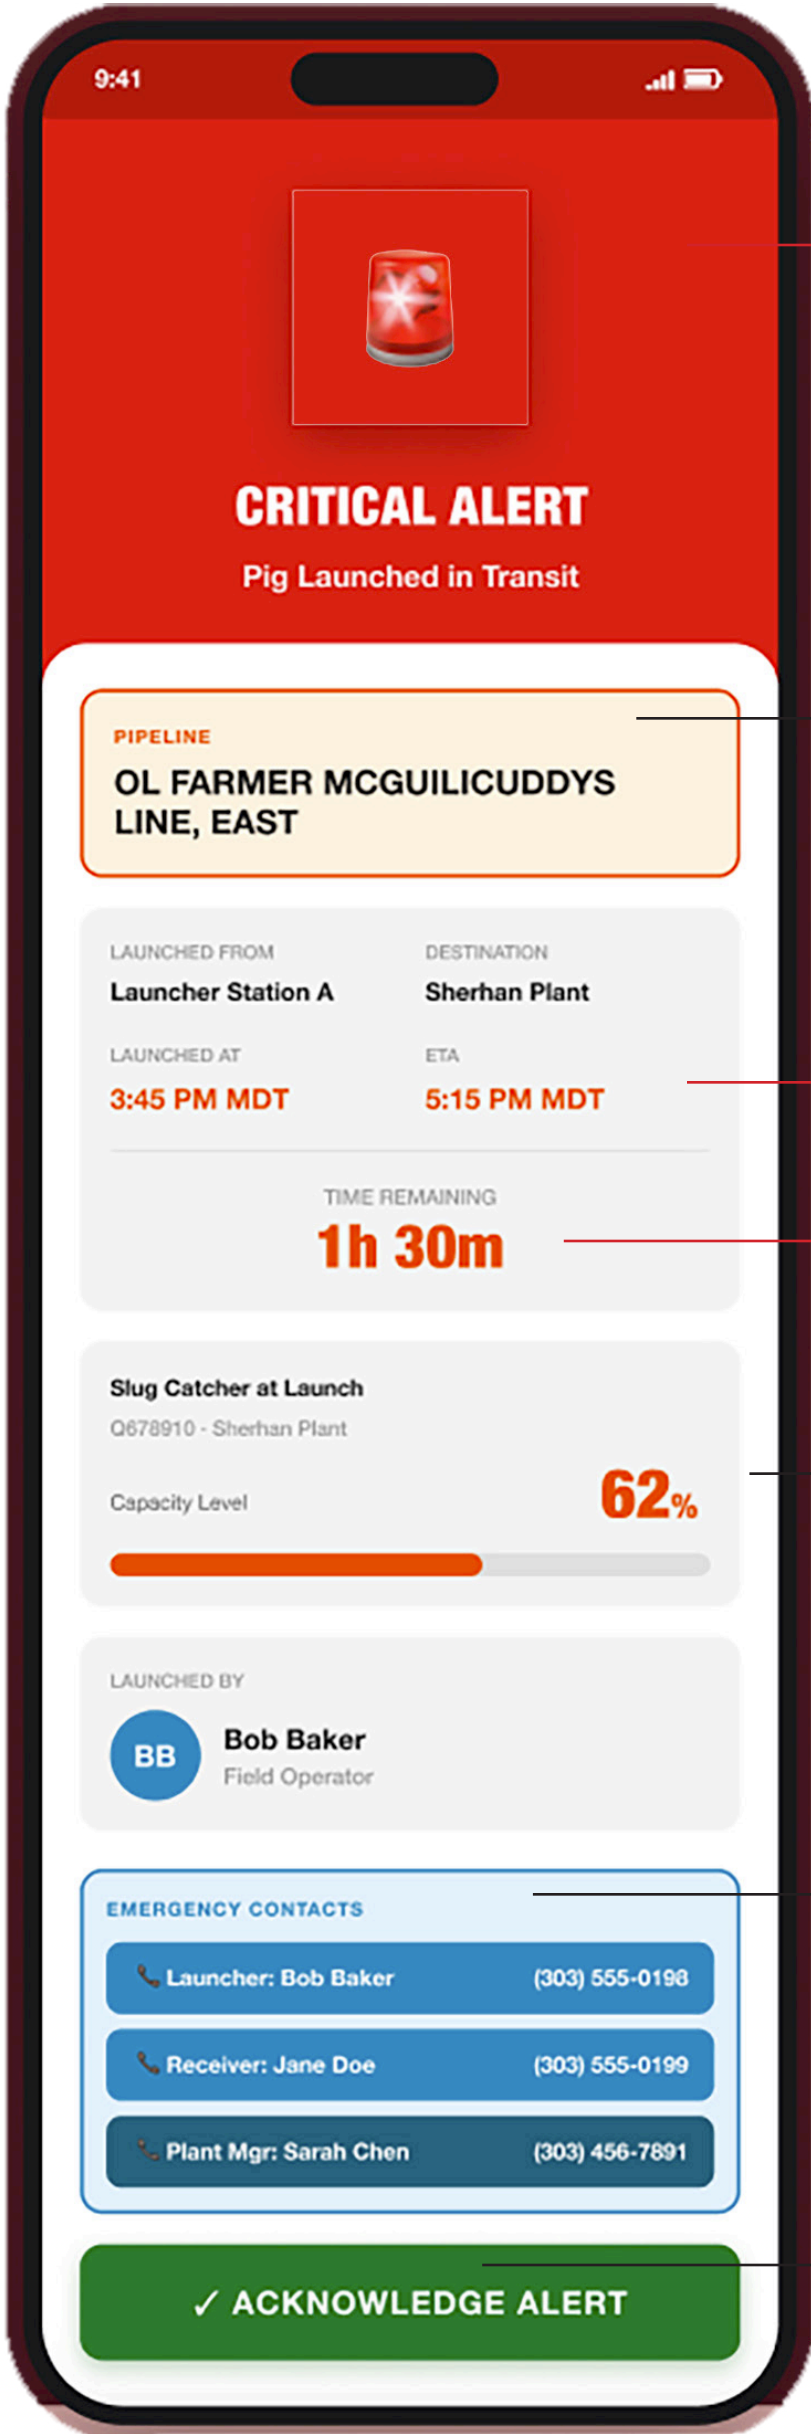 9:41
CRITICAL ALERT
Pig Launched in Transit
PIPELINE
OL FARMER MCGUILICUDDYS
LINE, EAST
LAUNCHED FROM
DESTINATION
Launcher Station A
Sherhan Plant
LAUNCHED AT
ETA
3:45 PM MDT
5:15 PM MDT
TIME REMAINING
1h 30m
Slug Catcher at Launch
Q678910 - Sherhan Plant
Capacity Level
62%
LAUNCHED BY
BB
Bob Baker
Field Operator
EMERGENCY CONTACTS
Launcher: Bob Baker
(303) 555-0198
Receiver: Jane Doe
(303) 555-0199
Plant Mgr: Sarah Chen
(303) 456-7891
✓ ACKNOWLEDGE ALERT